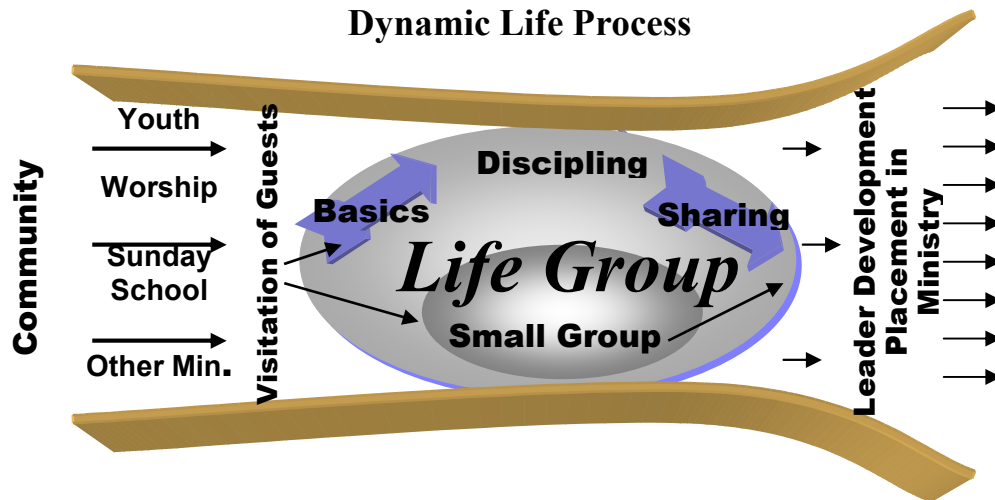 Dynamic Life Process
Community
Youth
Worship
Sunday
School
Other Min.
Visitation of Guests
Basics
Discipling
Sharing
Life Group
Small Group
Leader Development
Placement in
Ministry